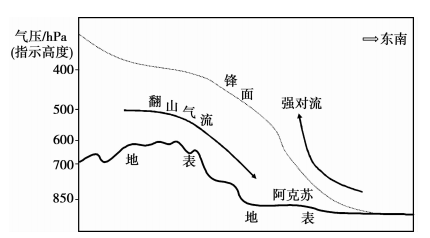 气压/hPa
(指示高度)
⇨东南
400
锋面
强对流
500
翻山气流
600
地 表
700
阿克苏
850
地 表